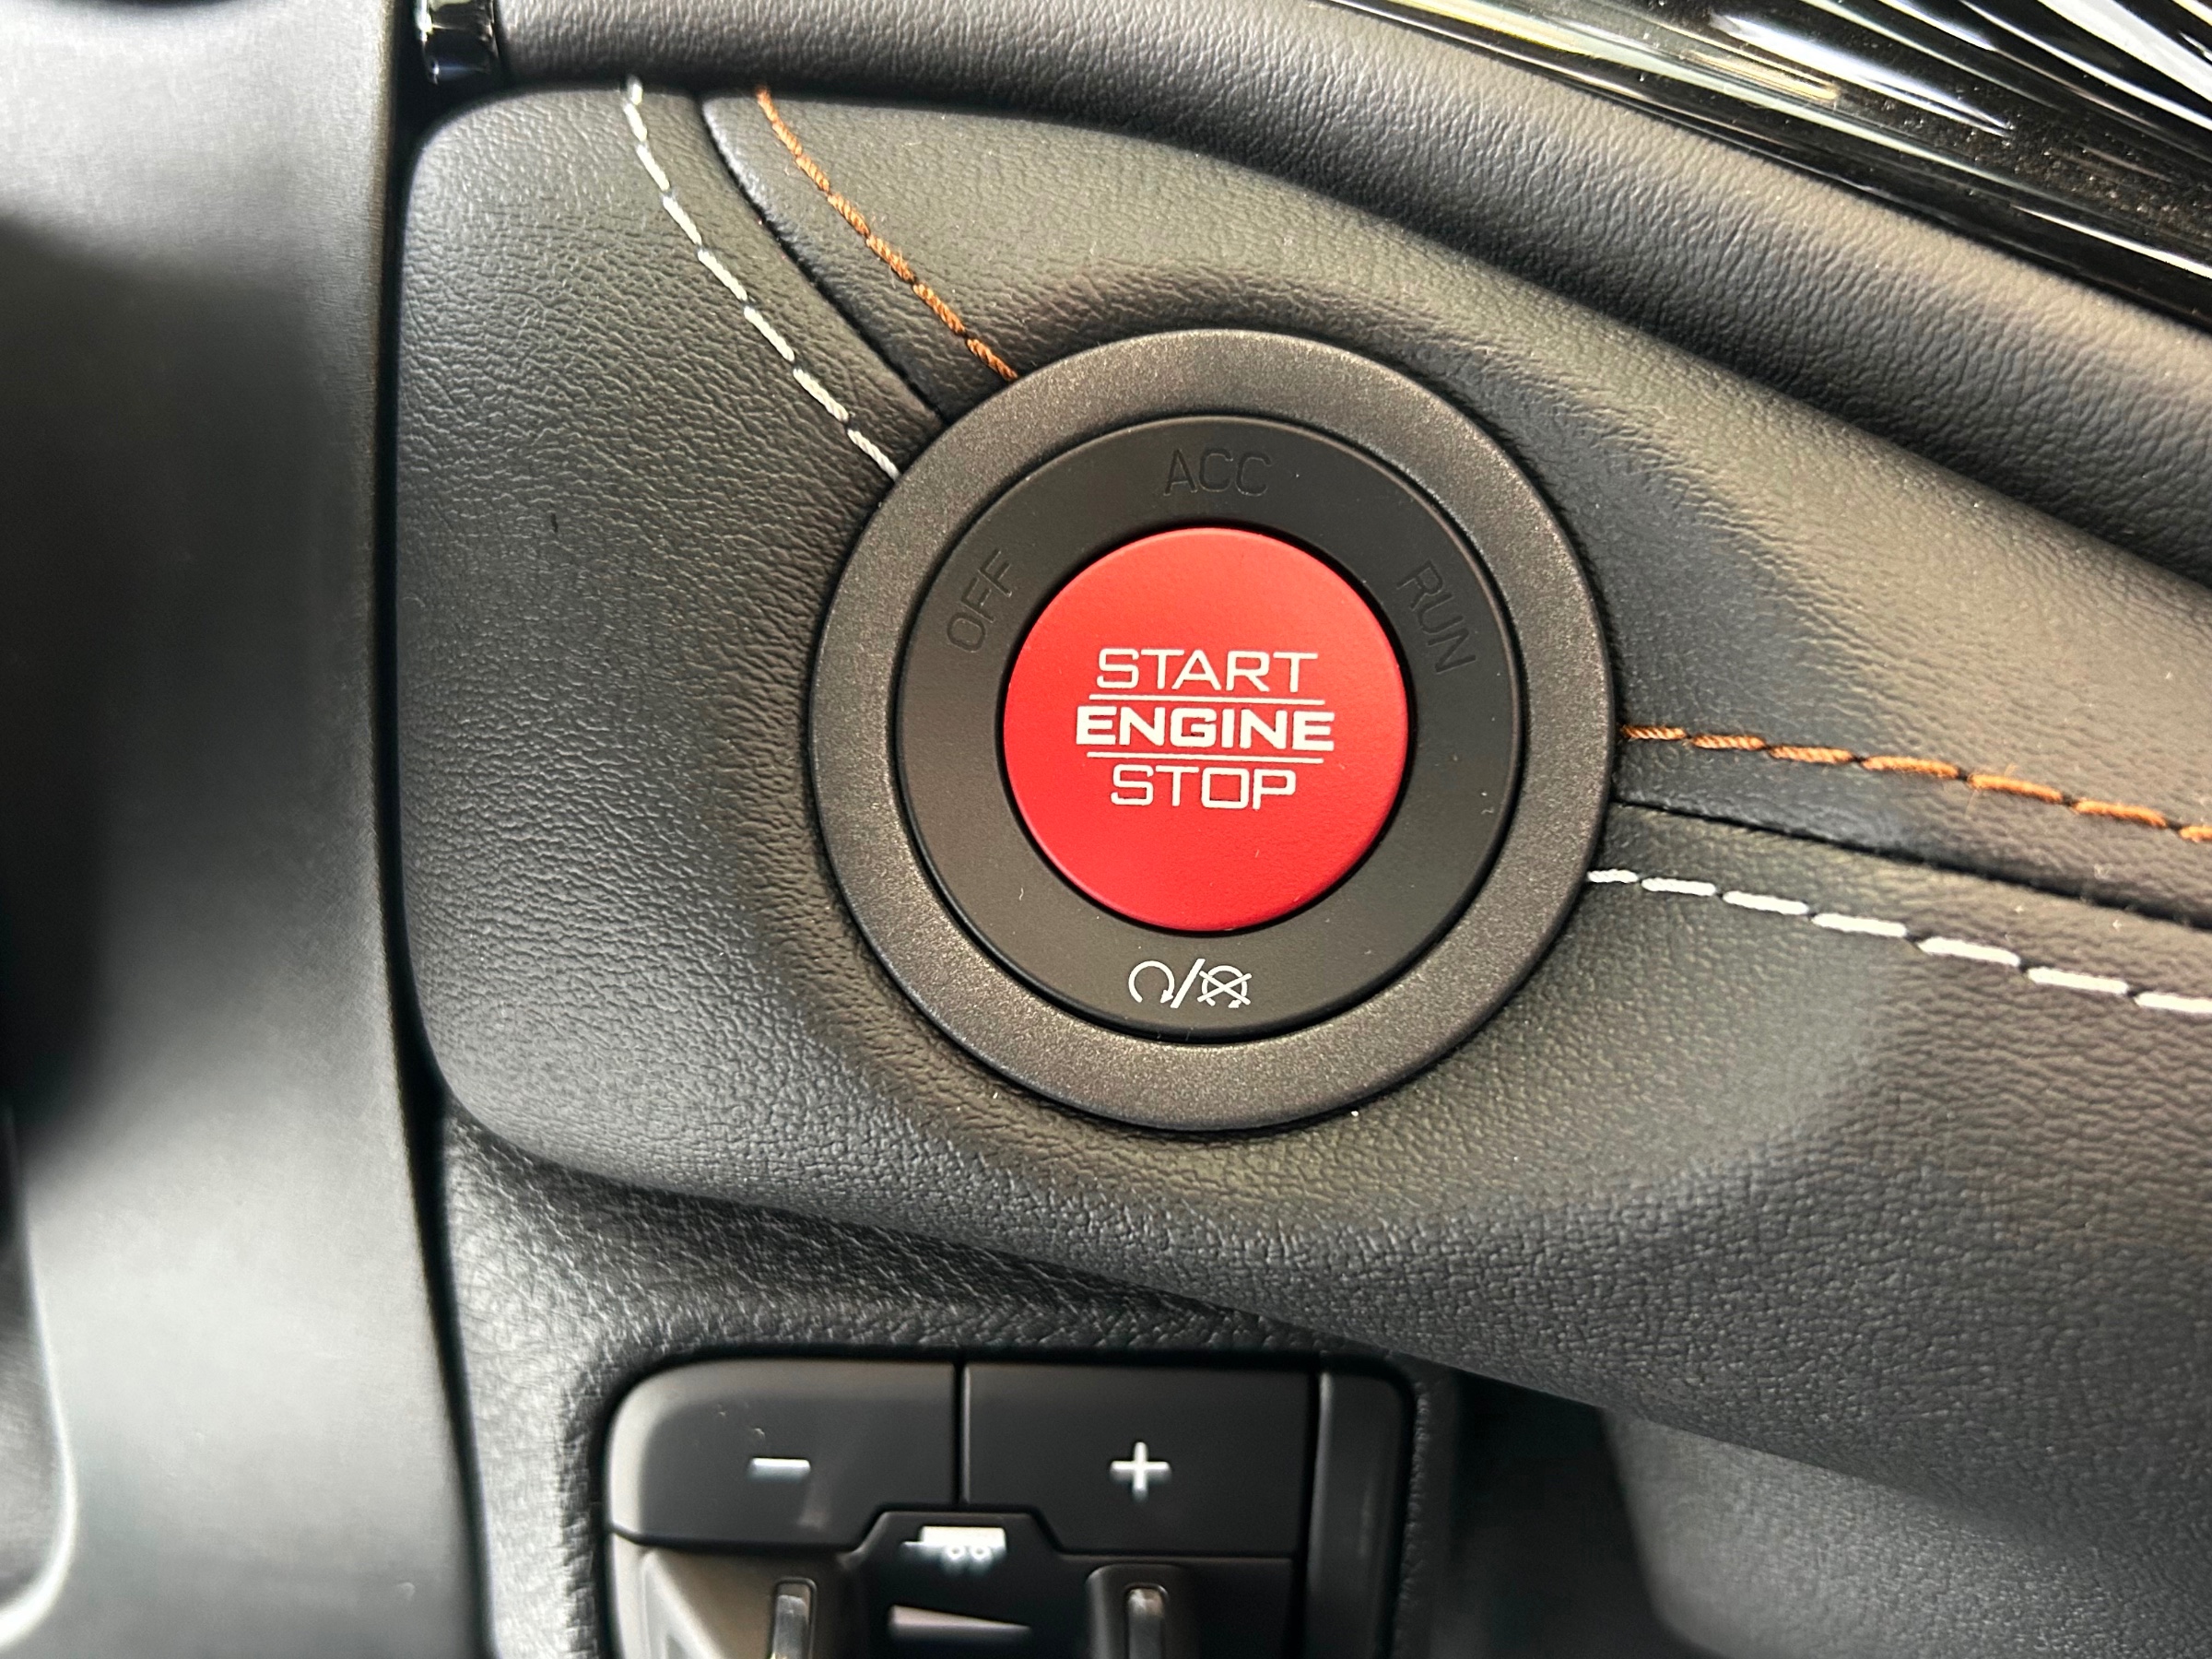 ACC
OFF
RUN
START
ENGINE
STOP
- +